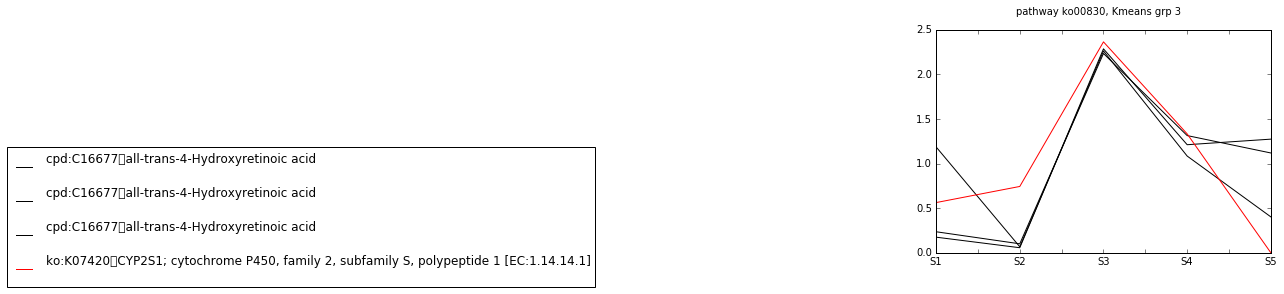 pathway ko00830, Kmeans grp 3
2.5
2.0
1.5
1.0
0.5
0.0
S1 S2 S3 S4 S5
cpd:C16677▯all-trans-4-Hydroxyretinoic acid
cpd:C16677▯all-trans-4-Hydroxyretinoic acid
cpd:C16677▯all-trans-4-Hydroxyretinoic acid
ko:K07420▯CYP2S1; cytochrome P450, family 2, subfamily S, polypeptide 1 [EC:1.14.14.1]